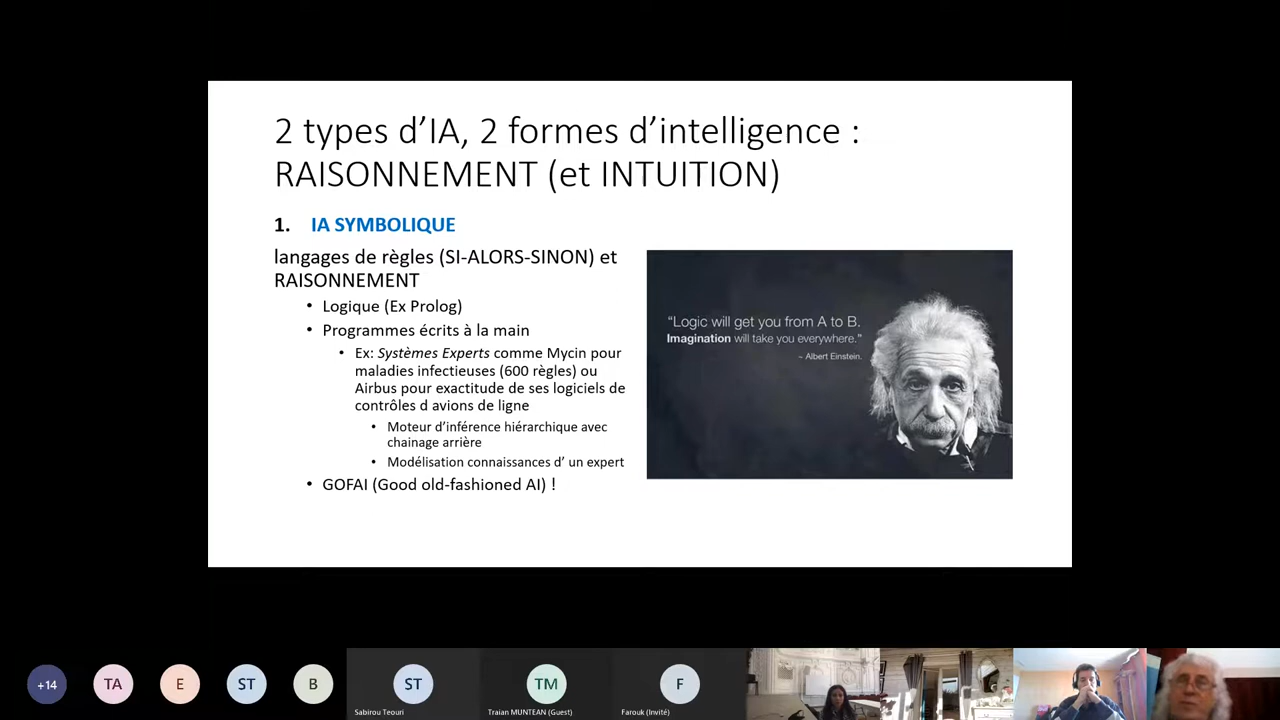 2 types d’IA, 2 formes d’intelligence :
RAISONNEMENT (et INTUITION)
1. IA SYMBOLIQUE
langages de règles (SI-ALORS-SINON) et
RAISONNEMENT
• Logique (Ex Prolog)
• Programmes écrits à la main
• Ex: Systèmes Experts comme Mycin pour
maladies infectieuses (600 règles) ou
Airbus pour exactitude de ses logiciels de
contrôles d avions de ligne
• Moteur d’inférence hiérarchique avec
chainage arrière
• Modélisation connaissances d’ un expert
• GOFAI (Good old-fashioned AI) !
“Logic will get you from A to B.
Imagination will take you everywhere.”
~ Albert Einstein.
+14
TA
E
ST
B
ST
Sabirou Teouri
TM
Traian MUNTEAN (Guest)
F
Farouk (Invité)